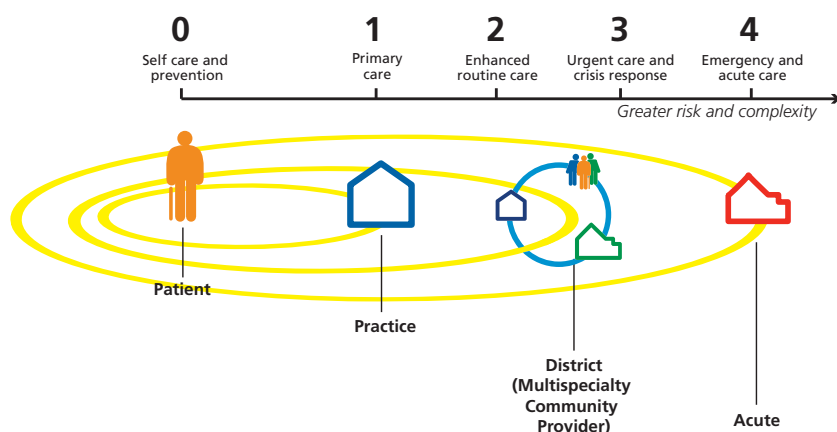 0
Self care and
prevention
1
Primary
care
2
Enhanced
routine care
3
Urgent care and
crisis response
4
Emergency and
acute care
Greater risk and complexity
Patient
Practice
District
(Multispecialty
Community
Provider)
Acute